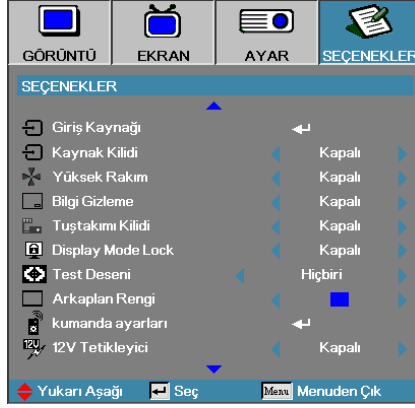 GÖRÜNTÜ EKRAN AYAR SEÇENEKLER
SEÇENEKLER
Giriş Kaynağı
Kaynak Kilidi Kapalı
Yüksek Rakım Kapalı
Bilgi Gizleme Kapalı
Tuştakımı Kilidi Kapalı
Display Mode Lock Kapalı
Test Deseni Hiçbiri
Arkaplan Rengi
kumanda ayarları
12V 12V Tetikleyici Kapalı
Yukarı Aşağı Seç Menu Menuden Çık